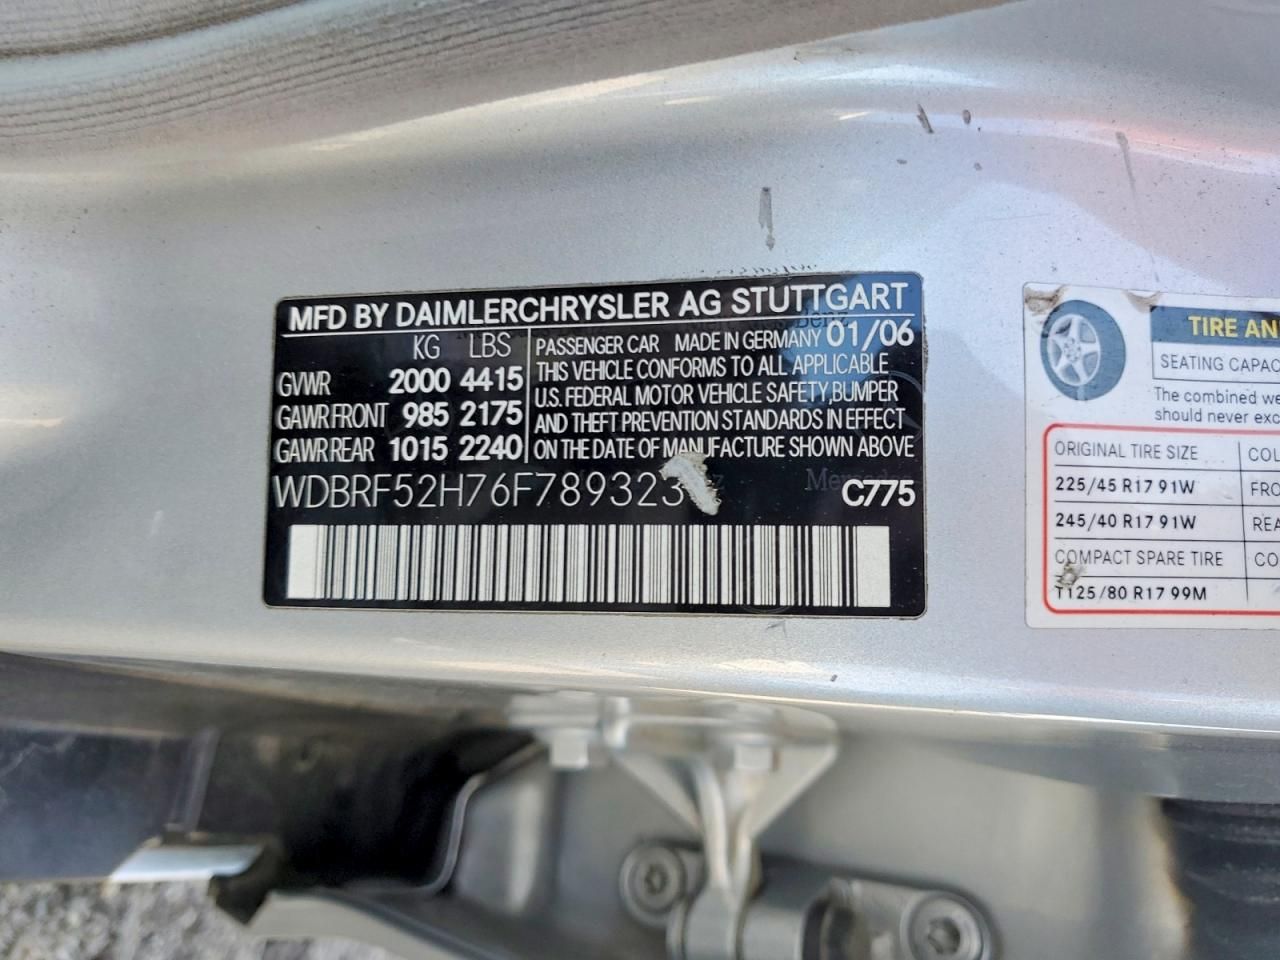 MFD BY DAIMLERCHRYSLER AG STUTTGART
KG LBS
GVWR 2000 4415
GAWR FRONT 985 2175
GAWR REAR 1015 2240
PASSENGER CAR MADE IN GERMANY 01/06
THIS VEHICLE CONFORMS TO ALL APPLICABLE
U.S. FEDERAL MOTOR VEHICLE SAFETY, BUMPER
AND THEFT PREVENTION STANDARDS IN EFFECT
ON THE DATE OF MANUFACTURE SHOWN ABOVE
WDBRF52H76F789323 C775
TIRE AN
SEATING CAPAC
The combined we
should never exc
ORIGINAL TIRE SIZE COL
225/45 R17 91W FRO
245/40 R17 91W REA
COMPACT SPARE TIRE CO
T125/80 R17 99M